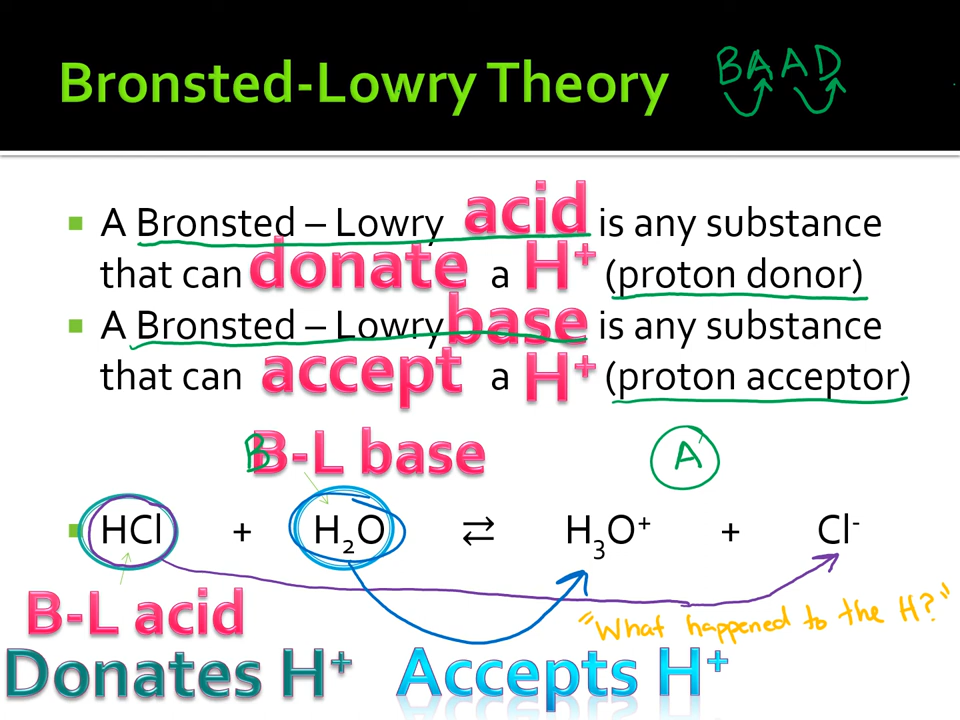 Bronsted-Lowry Theory BAAD
A Bronsted – Lowry acid is any substance
that can donate a H⁺ (proton donor)
A Bronsted – Lowry base is any substance
that can accept a H⁺ (proton acceptor)
B B-L base A
HCl + H₂O ⇄ H₃O⁺ + Cl⁻
B-L acid
"What happened to the H?"
Donates H⁺ Accepts H⁺